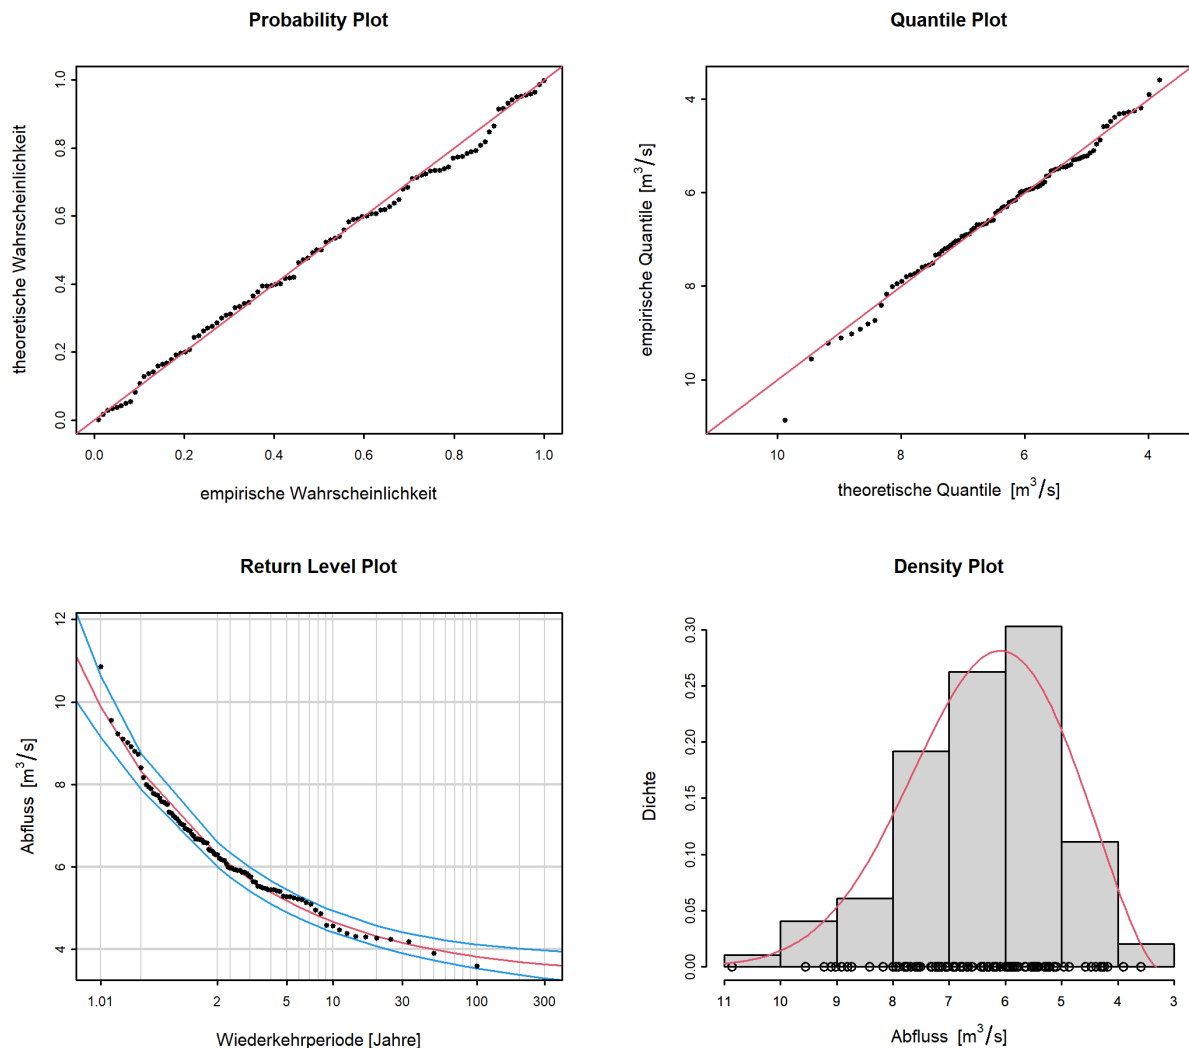 Probability Plot
theoretische Wahrscheinlichkeit
0.0 0.2 0.4 0.6 0.8 1.0
0.0 0.2 0.4 0.6 0.8 1.0
empirische Wahrscheinlichkeit
Quantile Plot
empirische Quantile [m³/s]
10 8 6 4
10 8 6 4
theoretische Quantile [m³/s]
Return Level Plot
Abfluss [m³/s]
4 6 8 10 12
1.01 2 5 10 30 100 300
Wiederkehrperiode [Jahre]
Density Plot
Dichte
0.00 0.05 0.10 0.15 0.20 0.25 0.30
11 10 9 8 7 6 5 4 3
Abfluss [m³/s]